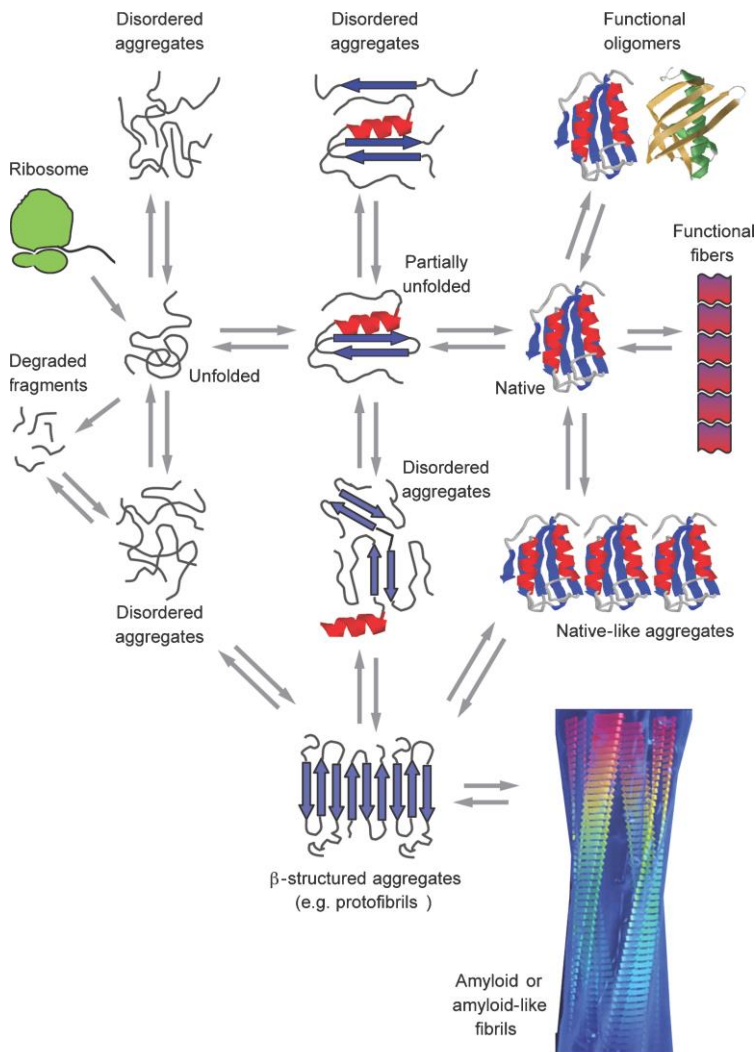 Disordered
aggregates
Disordered
aggregates
Functional
oligomers
Ribosome
Functional
fibers
Partially
unfolded
Degraded
fragments
Unfolded
Native
Disordered
aggregates
Disordered
aggregates
Native-like aggregates
β-structured aggregates
(e.g. protofibrils )
Amyloid or
amyloid-like
fibrils